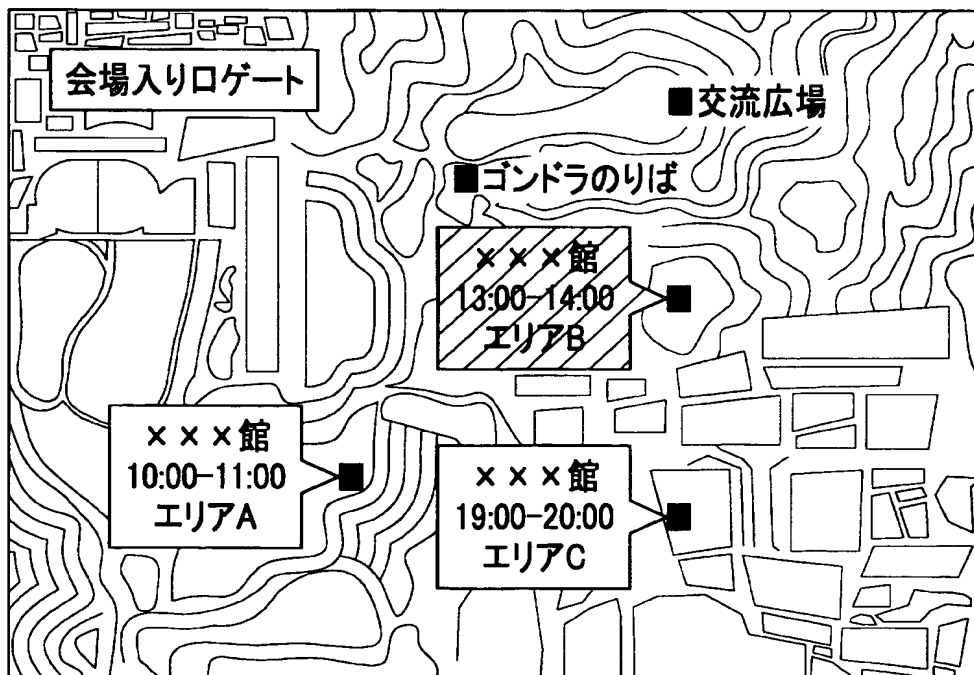 会場入り口ゲート
■交流広場
■ゴンドラのりば
×××館
13:00-14:00
エリアB
×××館
10:00-11:00
エリアA
×××館
19:00-20:00
エリアC